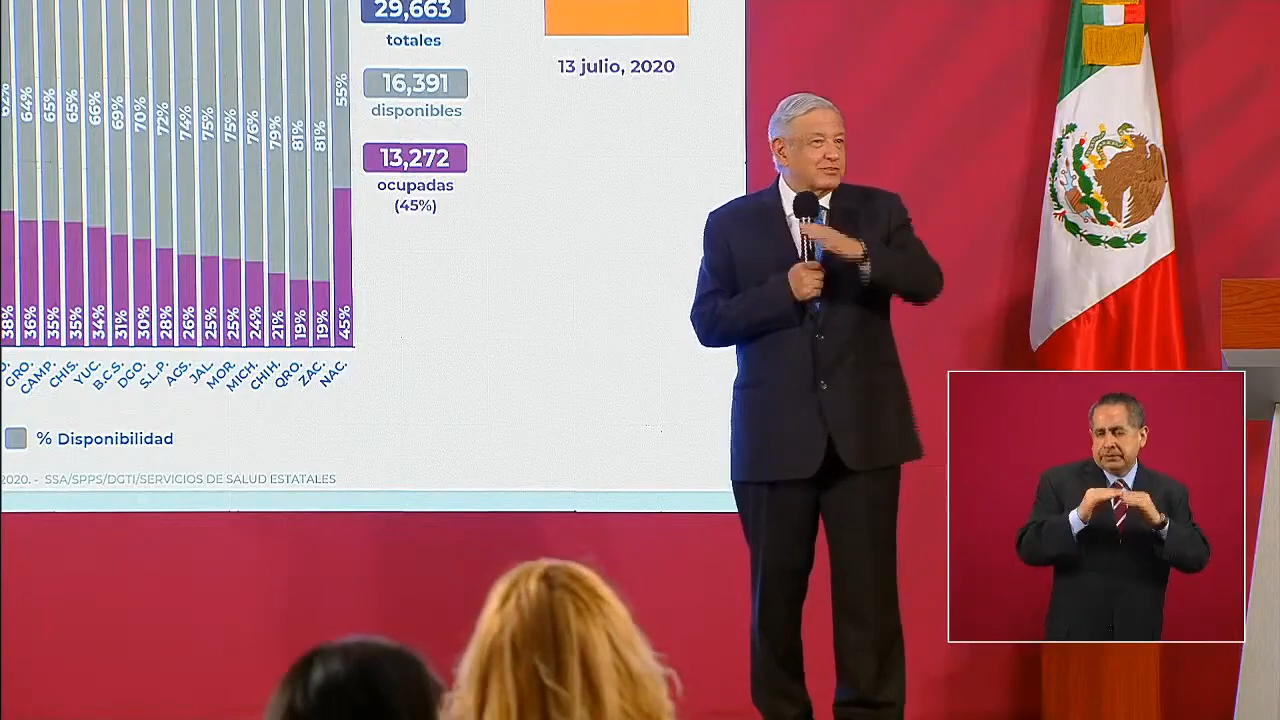 29,663
totales
16,391
disponibles
13,272
ocupadas
(45%)
13 julio, 2020
62% 64% 65% 65% 66% 69% 70% 72% 74% 75% 75% 76% 79% 81% 81% 55%
38% 36% 35% 35% 34% 31% 30% 28% 26% 25% 25% 24% 21% 19% 19% 45%
GRO. CAMP. CHIS. YUC. B.C.S. DGO. S.L.P. AGS. JAL. MOR. MICH. CHIH. QRO. ZAC. NAC.
% Disponibilidad
2020. - SSA/SPPS/DGTI/SERVICIOS DE SALUD ESTATALES